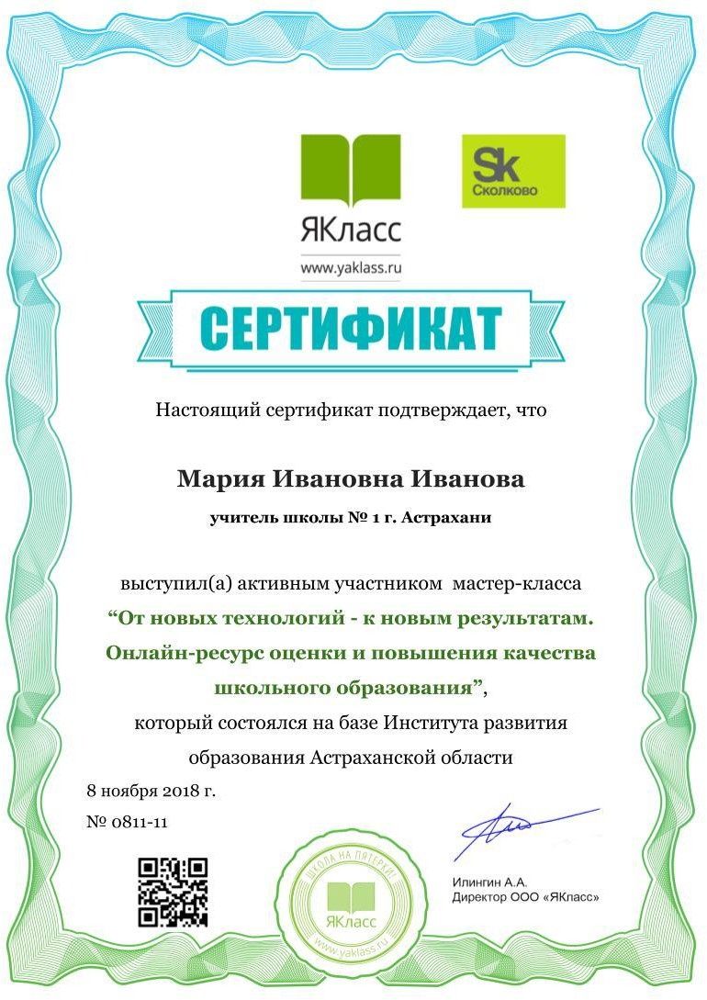 ЯКласс
www.yaklass.ru
Sk
Сколково
СЕРТИФИКАТ
Настоящий сертификат подтверждает, что
Мария Ивановна Иванова
учитель школы № 1 г. Астрахани
выступил(а) активным участником  мастер-класса
“От новых технологий - к новым результатам.
Онлайн-ресурс оценки и повышения качества
школьного образования”,
который состоялся на базе Института развития
образования Астраханской области
8 ноября 2018 г.
№ 0811-11
Илингин А.А.
Директор ООО «ЯКласс»
ШКОЛА НА ПЯТЕРКИ!
ЯКласс
www.yaklass.ru